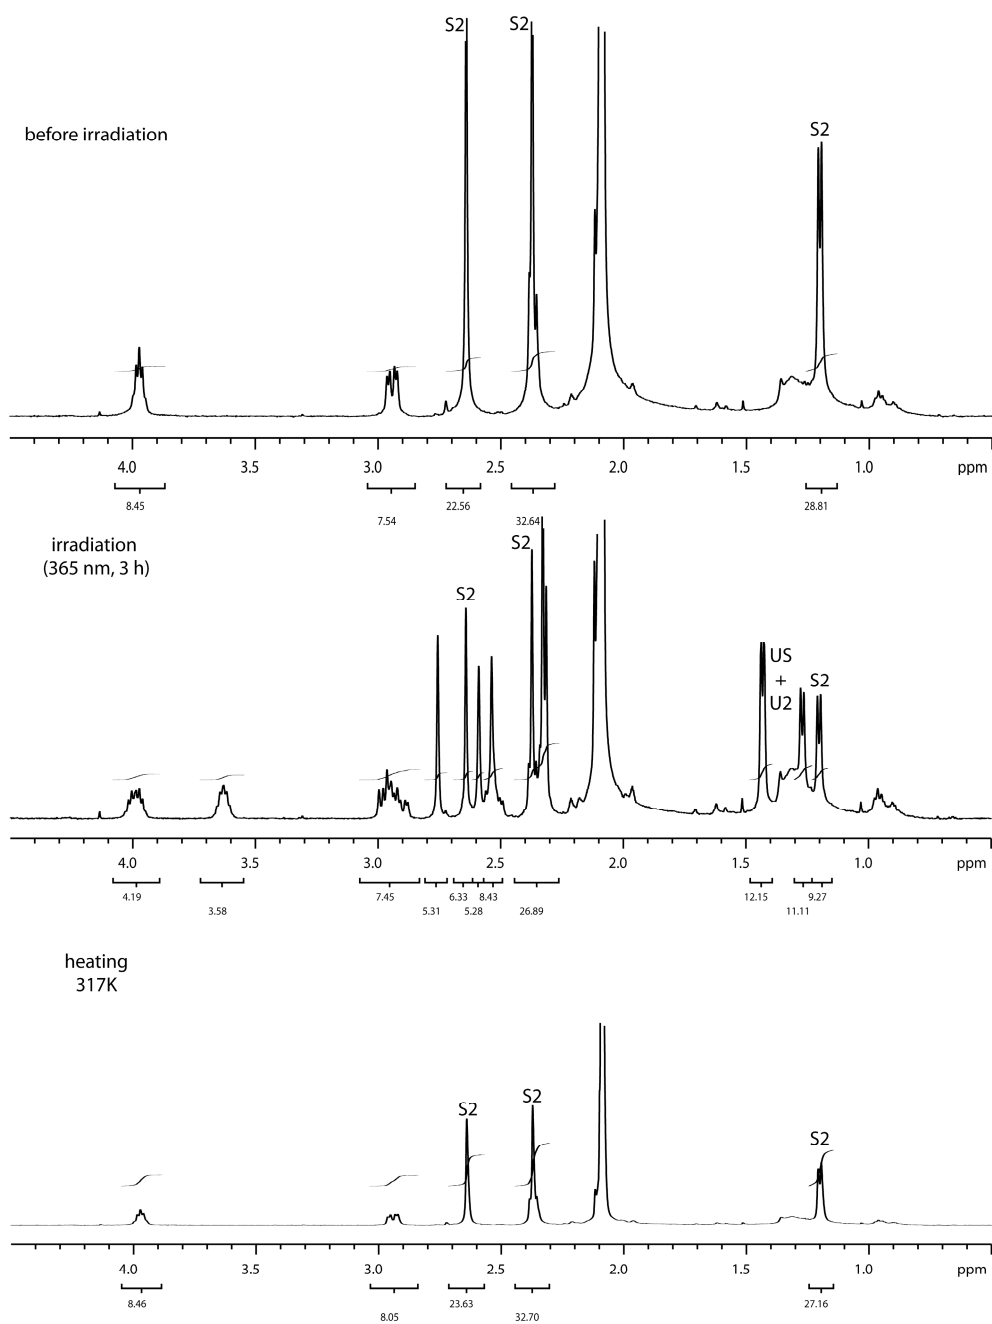 S2 S2
before irradiation
S2
4.0 3.5 3.0 2.5 2.0 1.5 1.0 ppm
8.45 22.56 28.81
7.54 32.64
irradiation
(365 nm, 3 h)
S2
S2
US
+
U2
S2
4.0 3.5 3.0 2.5 2.0 1.5 1.0 ppm
4.19 7.45 6.33 8.43 12.15 9.27
3.58 5.31 5.28 26.89 11.11
heating
317K
S2 S2
S2
4.0 3.5 3.0 2.5 2.0 1.5 1.0 ppm
8.46 23.63 27.16
8.05 32.70